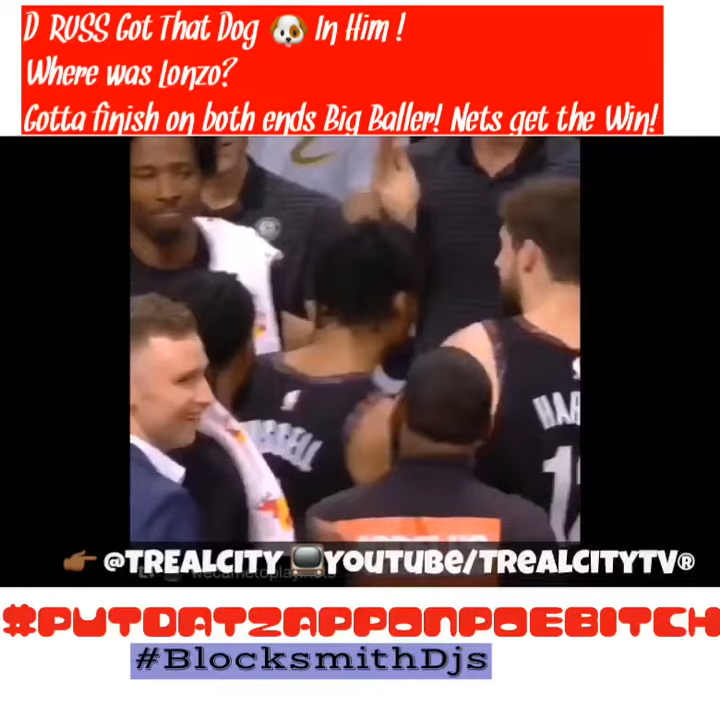 D RUSS Got That Dog 🐶 In Him !
Where was Lonzo?
Gotta finish on both ends Big Baller! Nets get the Win!
👉🏾 @TREALCITY 📺YOUTUBE/TREALCITYTV®
#PUTDATZAPPONPOEBITCH
#BlocksmithDjs